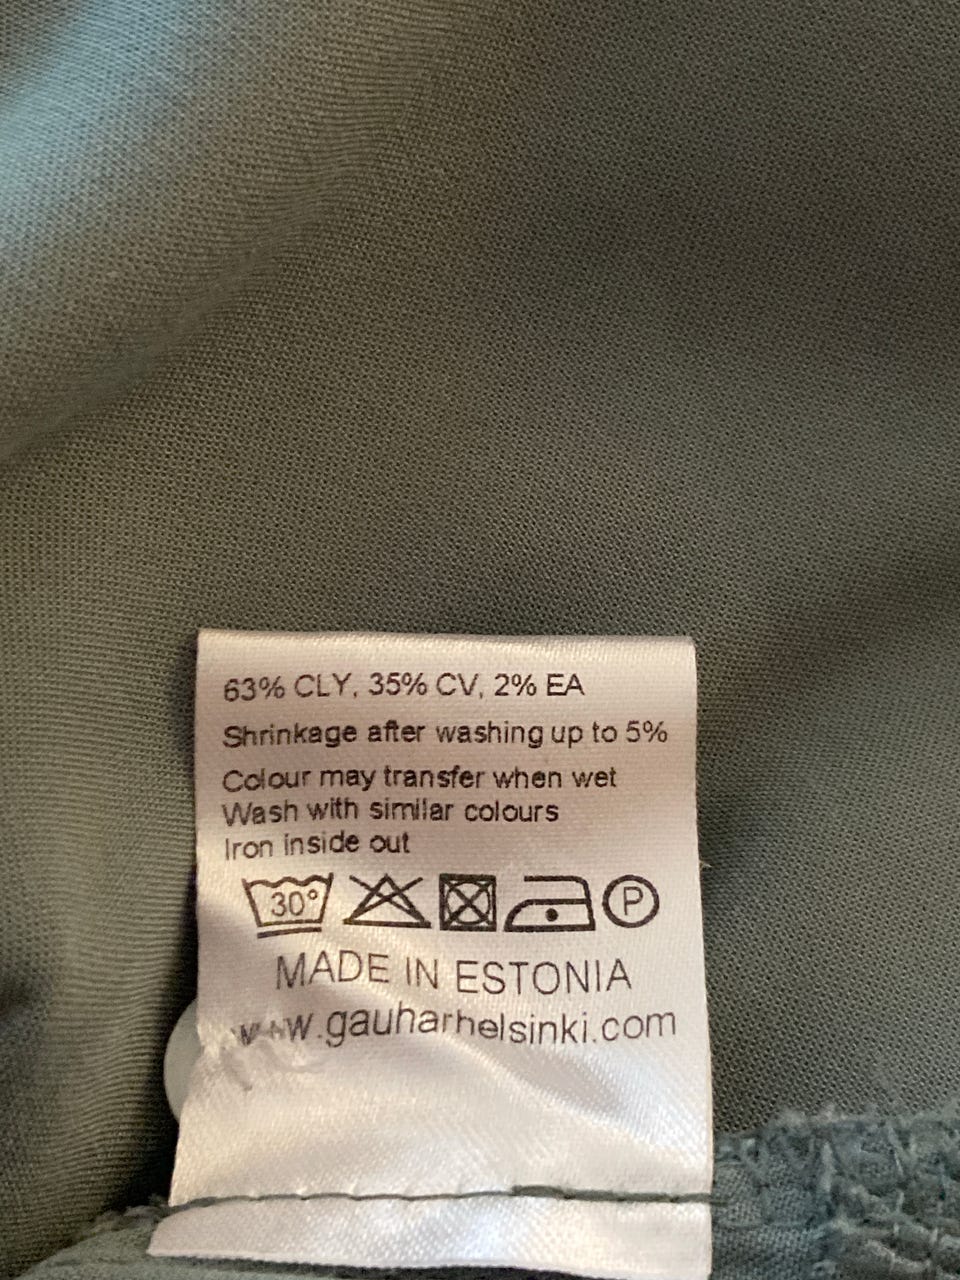 63% CLY, 35% CV, 2% EA
Shrinkage after washing up to 5%
Colour may transfer when wet
Wash with similar colours
Iron inside out
30° P
MADE IN ESTONIA
www.gauharhelsinki.com